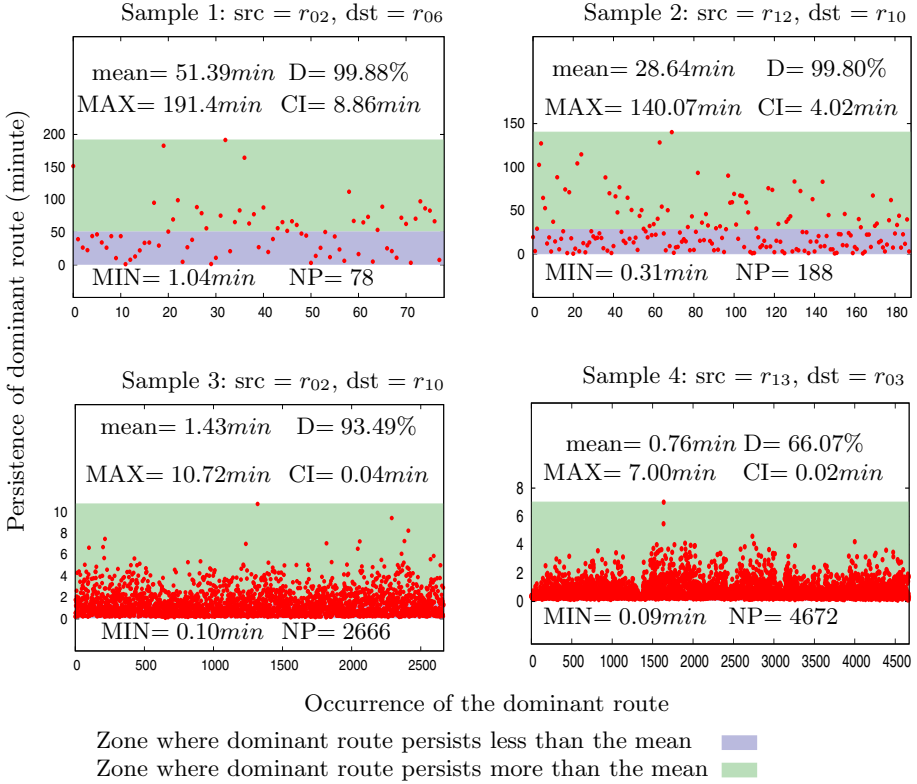 Sample 1: src = r02, dst = r06
mean= 51.39min D= 99.88%
MAX= 191.4min CI= 8.86min
200
150
100
50
0
MIN= 1.04min NP= 78
0 10 20 30 40 50 60 70
Sample 2: src = r12, dst = r10
mean= 28.64min D= 99.80%
MAX= 140.07min CI= 4.02min
150
100
50
0
MIN= 0.31min NP= 188
0 20 40 60 80 100 120 140 160 180
Persistence of dominant route (minute)
Sample 3: src = r02, dst = r10
mean= 1.43min D= 93.49%
MAX= 10.72min CI= 0.04min
10
8
6
4
2
0
MIN= 0.10min NP= 2666
0 500 1000 1500 2000 2500
Sample 4: src = r13, dst = r03
mean= 0.76min D= 66.07%
MAX= 7.00min CI= 0.02min
8
6
4
2
0
MIN= 0.09min NP= 4672
0 500 1000 1500 2000 2500 3000 3500 4000 4500
Occurrence of the dominant route
Zone where dominant route persists less than the mean
Zone where dominant route persists more than the mean